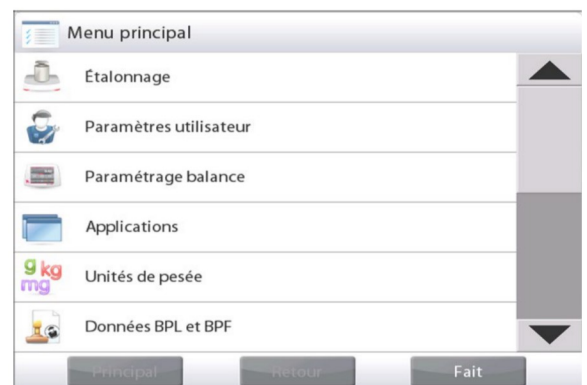 Menu principal
Étalonnage
Paramètres utilisateur
Paramétrage balance
Applications
g kg
mg
Unités de pesée
Données BPL et BPF
Principal Retour Fait